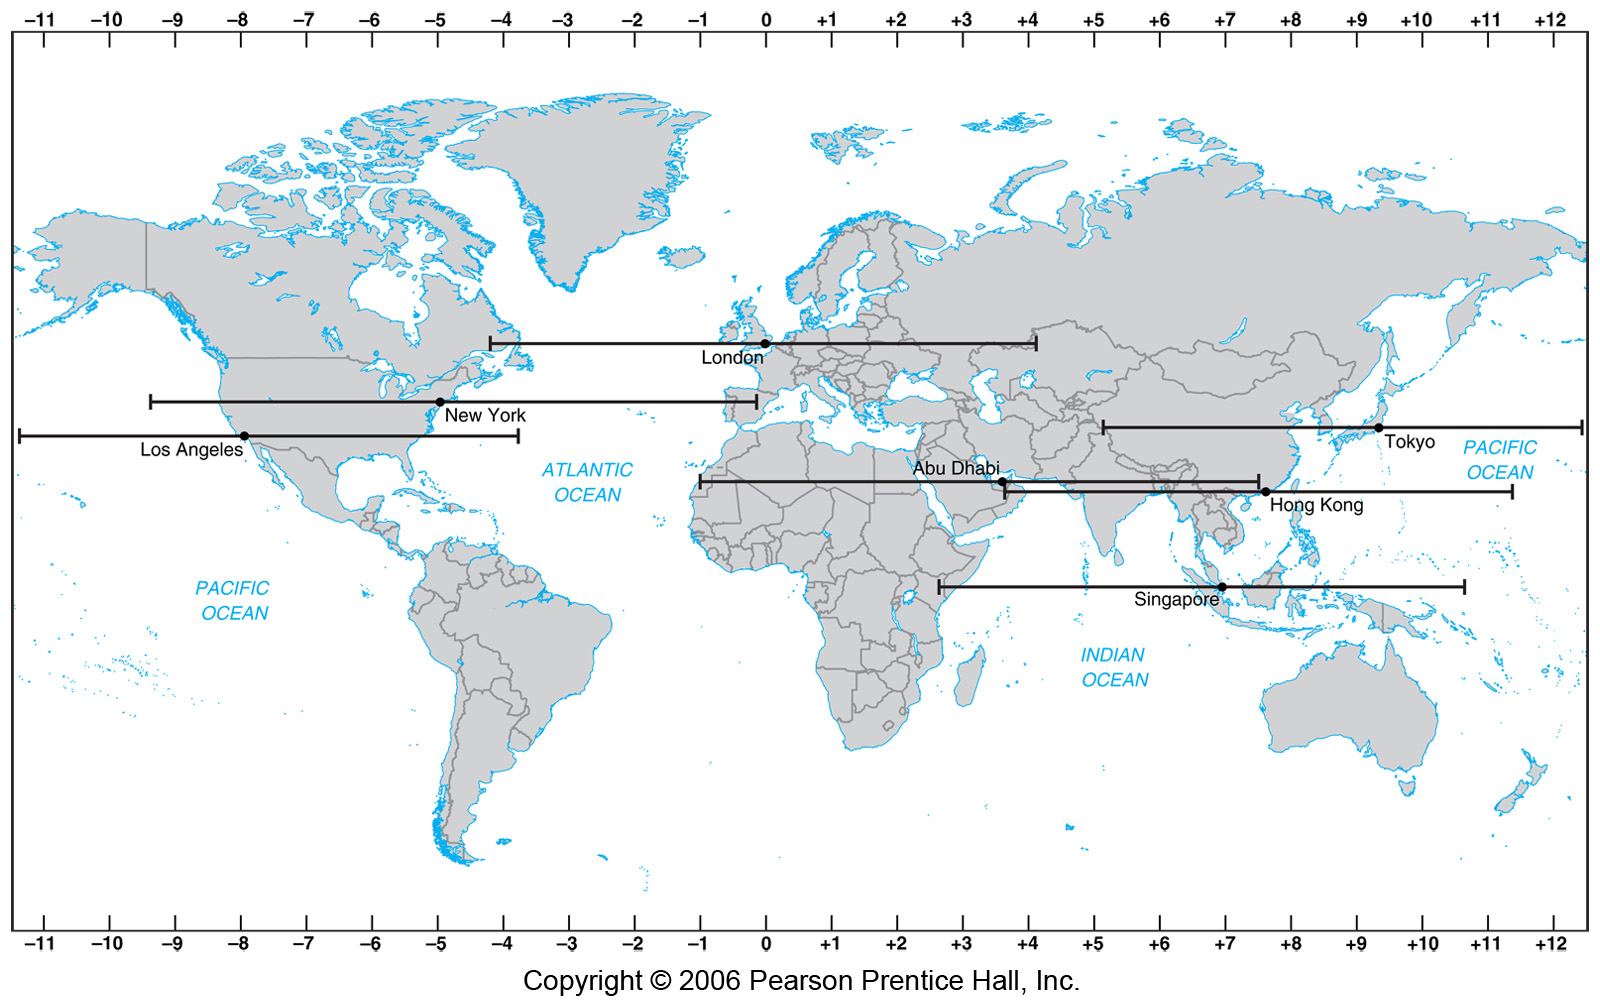 –11 –10 –9 –8 –7 –6 –5 –4 –3 –2 –1 0 +1 +2 +3 +4 +5 +6 +7 +8 +9 +10 +11 +12
London
New York
Los Angeles
Tokyo
PACIFIC
OCEAN
ATLANTIC
OCEAN
Abu Dhabi
Hong Kong
PACIFIC
OCEAN
Singapore
INDIAN
OCEAN
–11 –10 –9 –8 –7 –6 –5 –4 –3 –2 –1 0 +1 +2 +3 +4 +5 +6 +7 +8 +9 +10 +11 +12
Copyright © 2006 Pearson Prentice Hall, Inc.